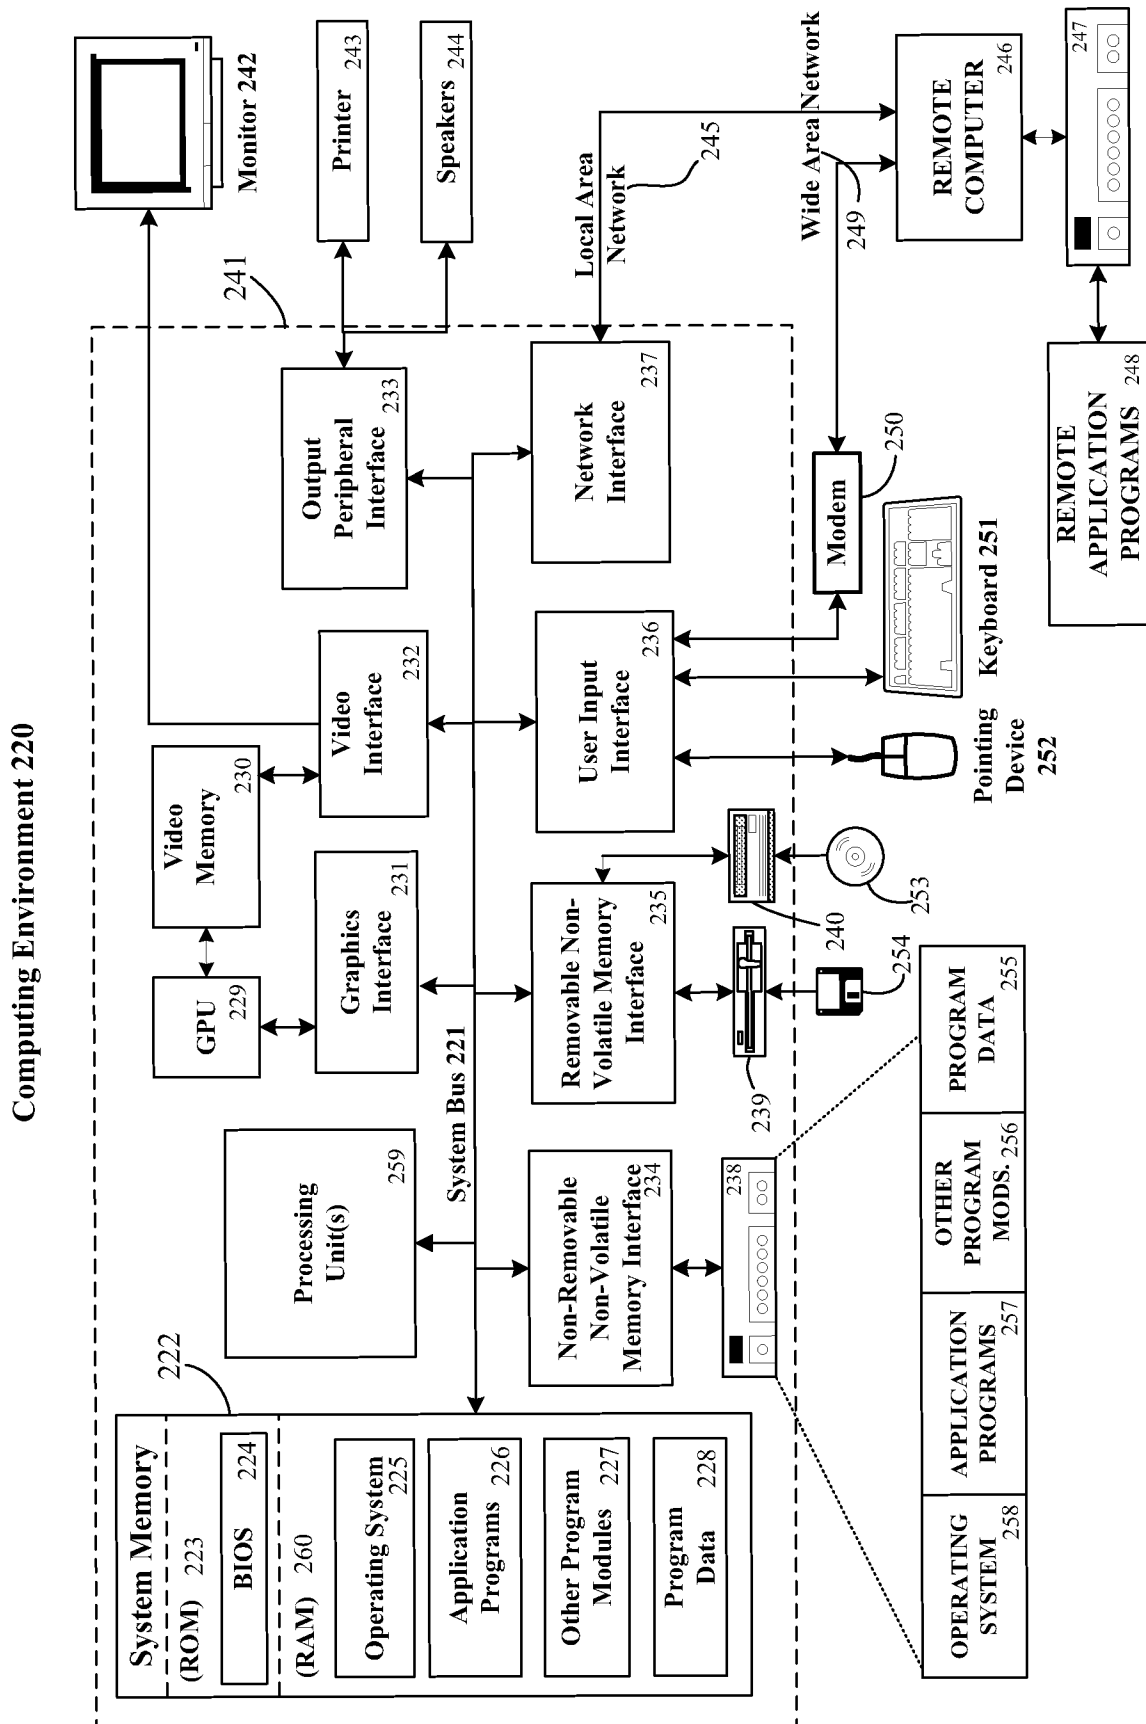 Computing Environment 220
222
System Memory
(ROM) 223
BIOS 224
(RAM) 260
Operating System
225
Application
Programs 226
Other Program
Modules 227
Program
Data 228
Processing
Unit(s)
259
System Bus 221
GPU
229
Video
Memory
230
Graphics
Interface
231
Video
Interface
232
Output
Peripheral
Interface
233
241
Monitor 242
Printer
243
Speakers
244
Non-Removable
Non-Volatile
Memory Interface
234
Removable Non-
Volatile Memory
Interface
235
User Input
Interface
236
Network
Interface
237
238
239
240
253
254
Local Area
Network
245
Wide Area Network
249
Modem
250
Keyboard 251
Pointing
Device
252
REMOTE
COMPUTER
246
247
REMOTE
APPLICATION
PROGRAMS
248
OPERATING
SYSTEM
258
APPLICATION
PROGRAMS
257
OTHER
PROGRAM
MODS. 256
PROGRAM
DATA
255